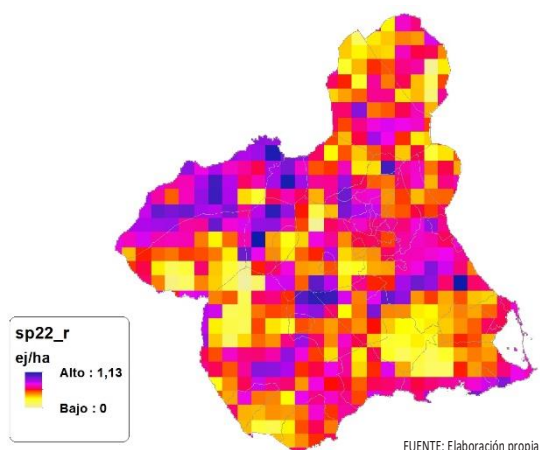 sp22_r
ej/ha
Alto : 1,13
Bajo : 0
FUENTE: Elaboración propia